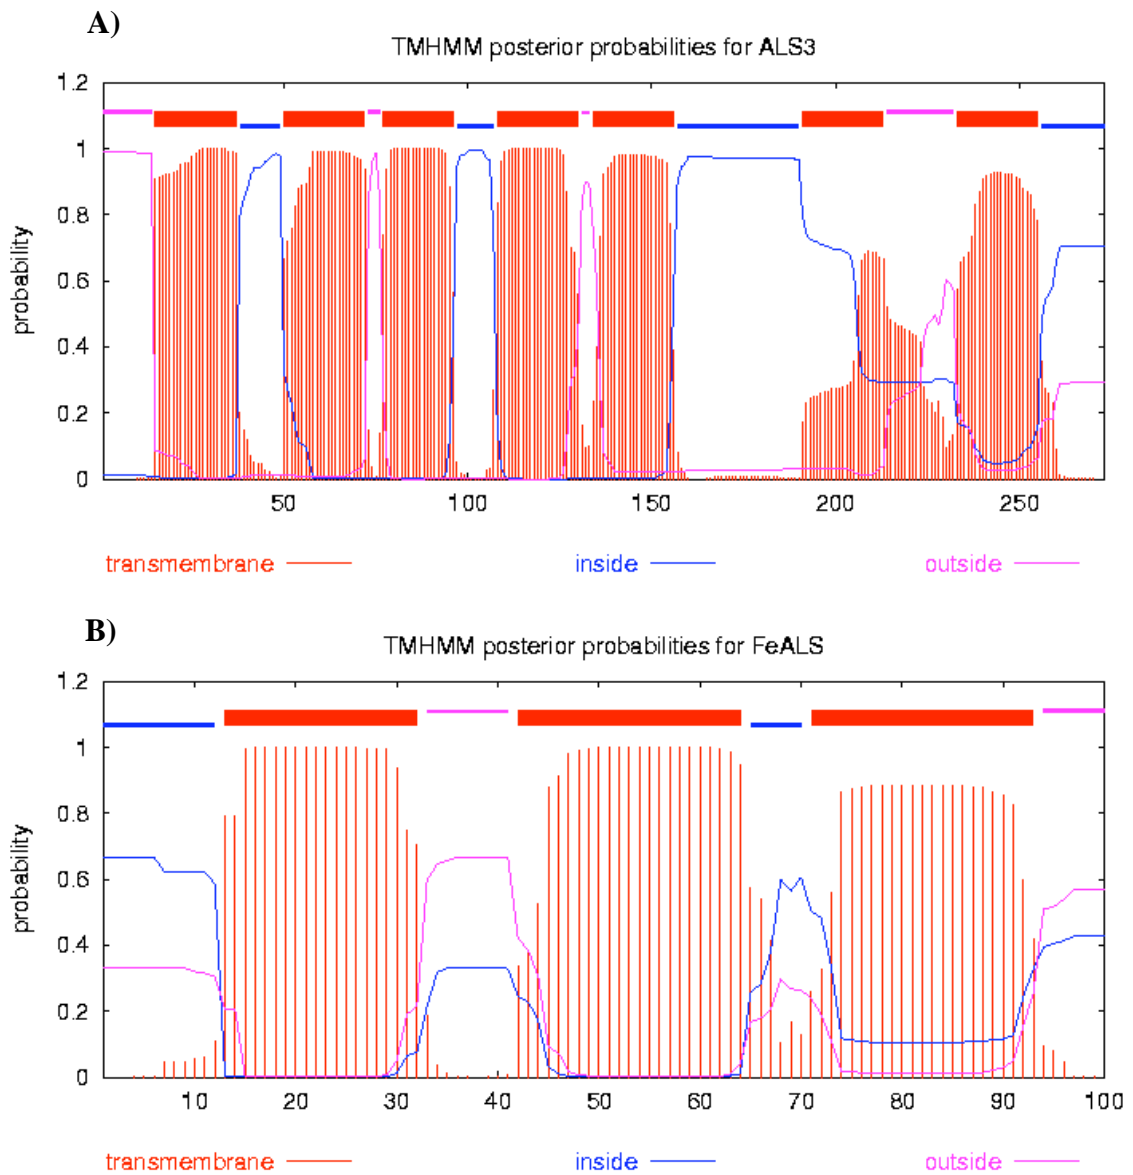 A)
TMHMM posterior probabilities for ALS3
1.2
1
0.8
0.6
0.4
0.2
0
probability
50 100 150 200 250
transmembrane inside outside
B)
TMHMM posterior probabilities for FeALS
1.2
1
0.8
0.6
0.4
0.2
0
probability
10 20 30 40 50 60 70 80 90 100
transmembrane inside outside